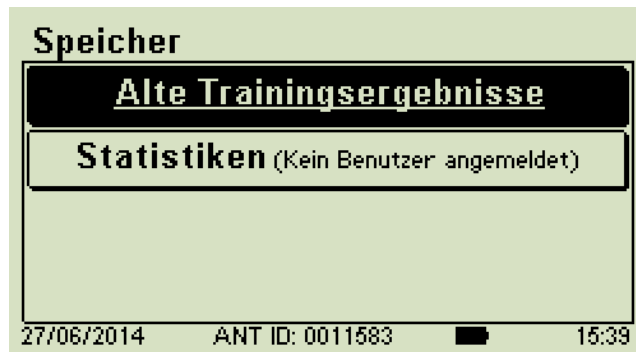 Speicher
Alte Trainingsergebnisse
Statistiken (Kein Benutzer angemeldet)
27/06/2014 ANT ID: 0011583 15:39